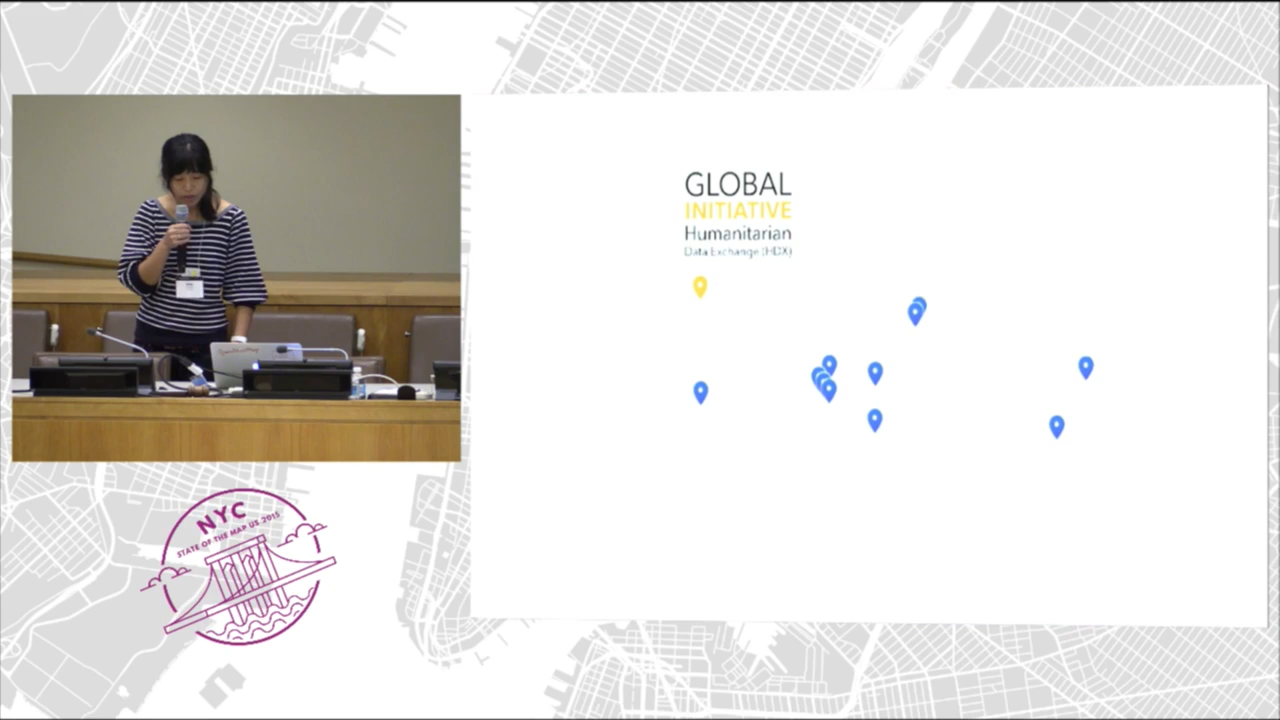 GLOBAL
INITIATIVE
Humanitarian
Data Exchange (HDX)
NYC
STATE OF THE MAP US 2015